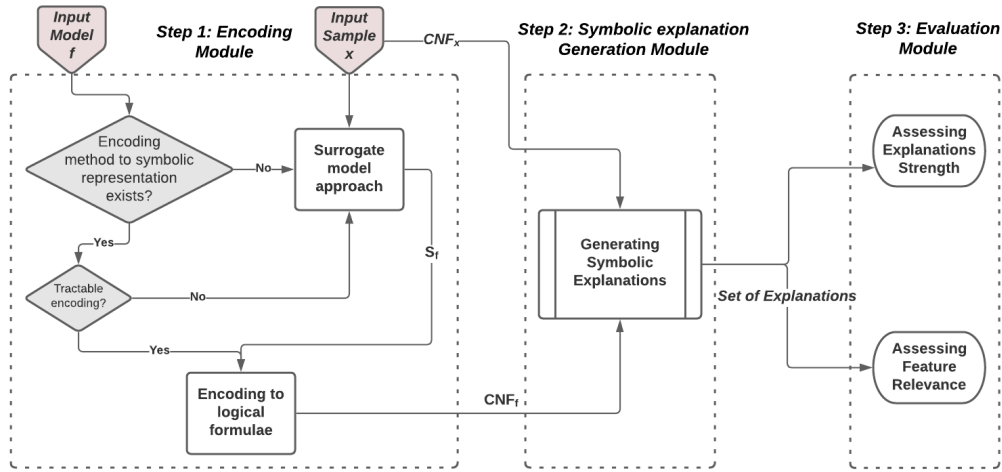 Input
Model
f
Step 1: Encoding
Module
Input
Sample
x
CNFx
Step 2: Symbolic explanation
Generation Module
Step 3: Evaluation
Module
Encoding
method to symbolic
representation
exists?
No
Surrogate
model
approach
Assessing
Explanations
Strength
Yes
Sf
Generating
Symbolic
Explanations
Tractable
encoding?
No
Set of Explanations
Yes
Assessing
Feature
Relevance
Encoding to
logical
formulae
CNFf